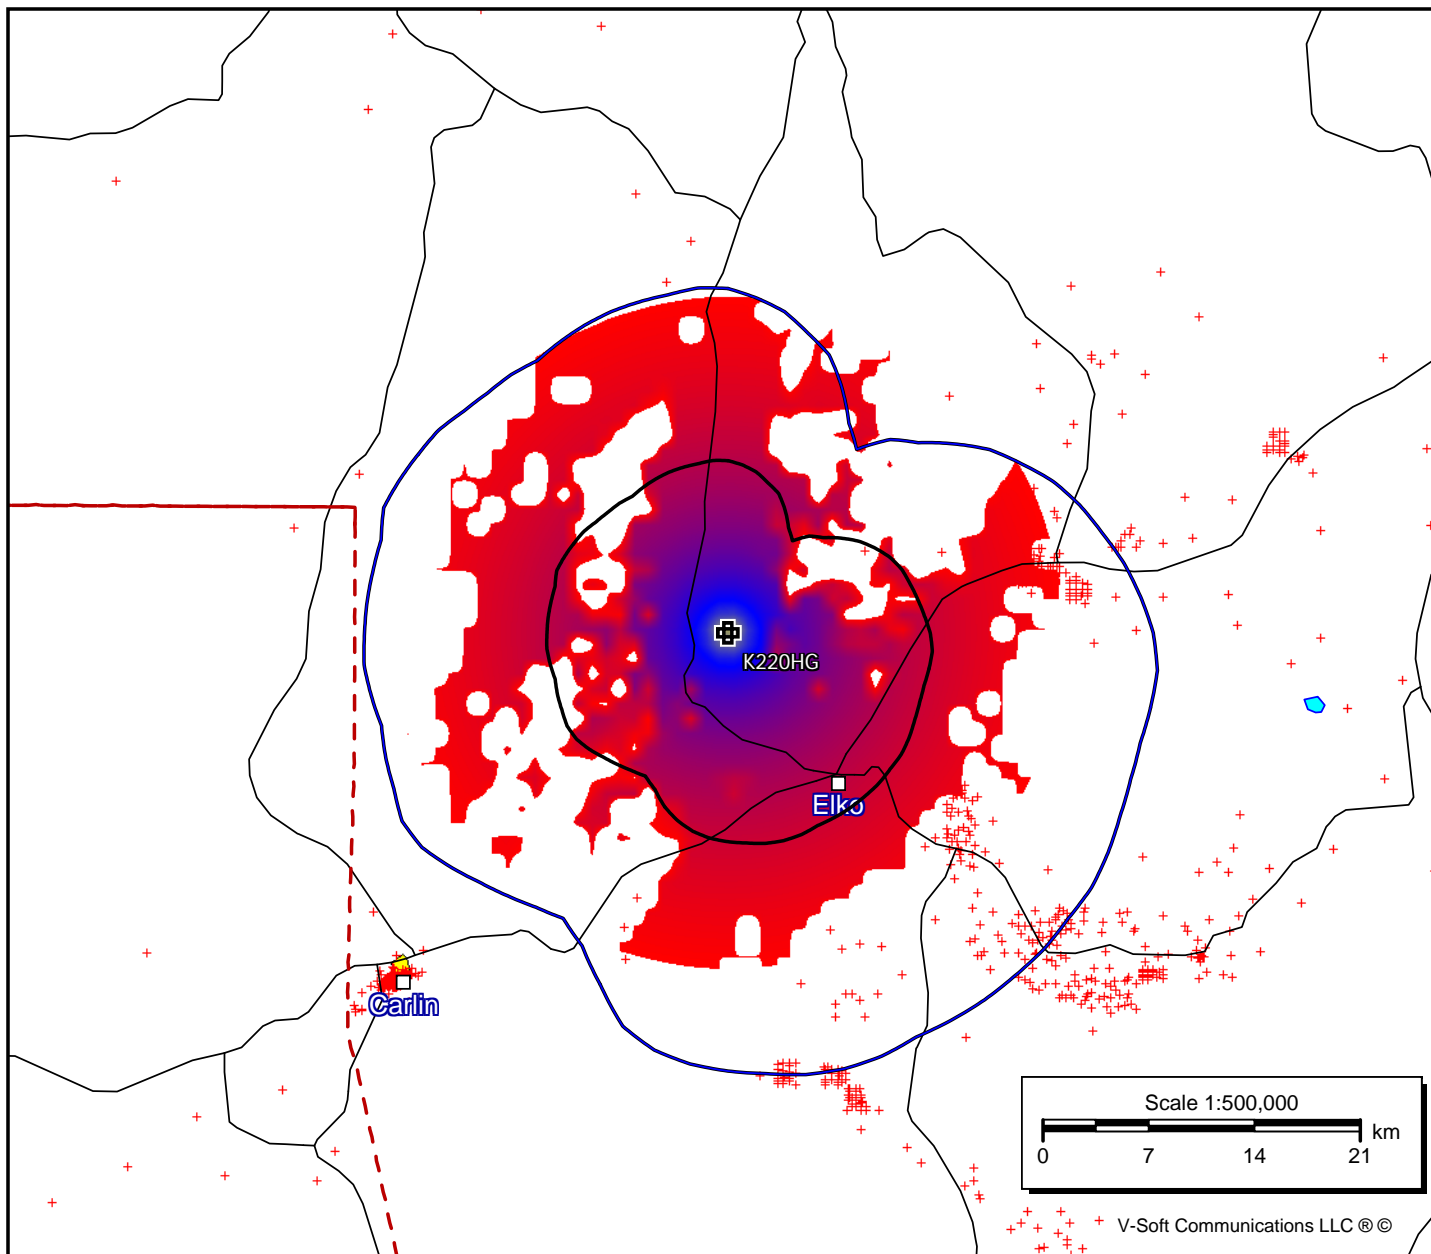 K220HG
Elko
Carlin
Scale 1:500,000
km
0 7 14 21
V-Soft Communications LLC ® ©